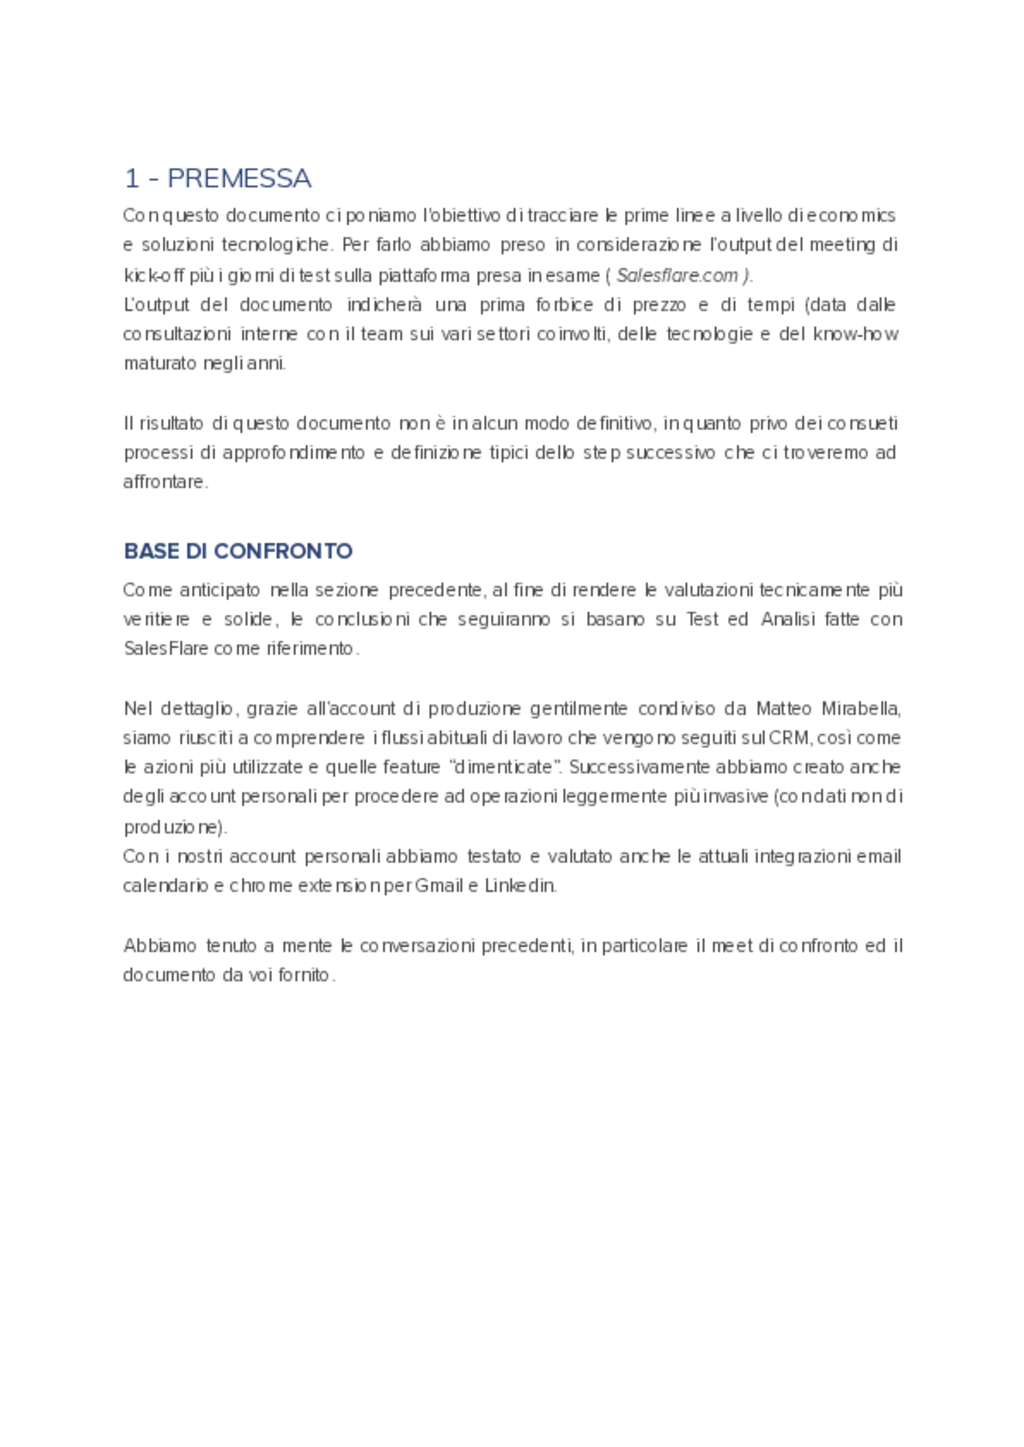 1 - PREMESSA
Con questo documento ci poniamo l'obiettivo di tracciare le prime linee a livello di economics
e soluzioni tecnologiche. Per farlo abbiamo preso in considerazione l'output del meeting di
kick-off più i giorni di test sulla piattaforma presa in esame ( Salesflare.com ).
L'output del documento indicherà una prima forbice di prezzo e di tempi (data dalle
consultazioni interne con il team sui vari settori coinvolti, delle tecnologie e del know-how
maturato negli anni.
Il risultato di questo documento non è in alcun modo definitivo, in quanto privo dei consueti
processi di approfondimento e definizione tipici dello step successivo che ci troveremo ad
affrontare.
BASE DI CONFRONTO
Come anticipato nella sezione precedente, al fine di rendere le valutazioni tecnicamente più
veritiere e solide, le conclusioni che seguiranno si basano su Test ed Analisi fatte con
SalesFlare come riferimento.
Nel dettaglio, grazie all'account di produzione gentilmente condiviso da Matteo Mirabella,
siamo riusciti a comprendere i flussi abituali di lavoro che vengono seguiti sul CRM, così come
le azioni più utilizzate e quelle feature "dimenticate". Successivamente abbiamo creato anche
degli account personali per procedere ad operazioni leggermente più invasive (con dati non di
produzione).
Con i nostri account personali abbiamo testato e valutato anche le attuali integrazioni email
calendario e chrome extension per Gmail e Linkedin.
Abbiamo tenuto a mente le conversazioni precedenti, in particolare il meet di confronto ed il
documento da voi fornito.